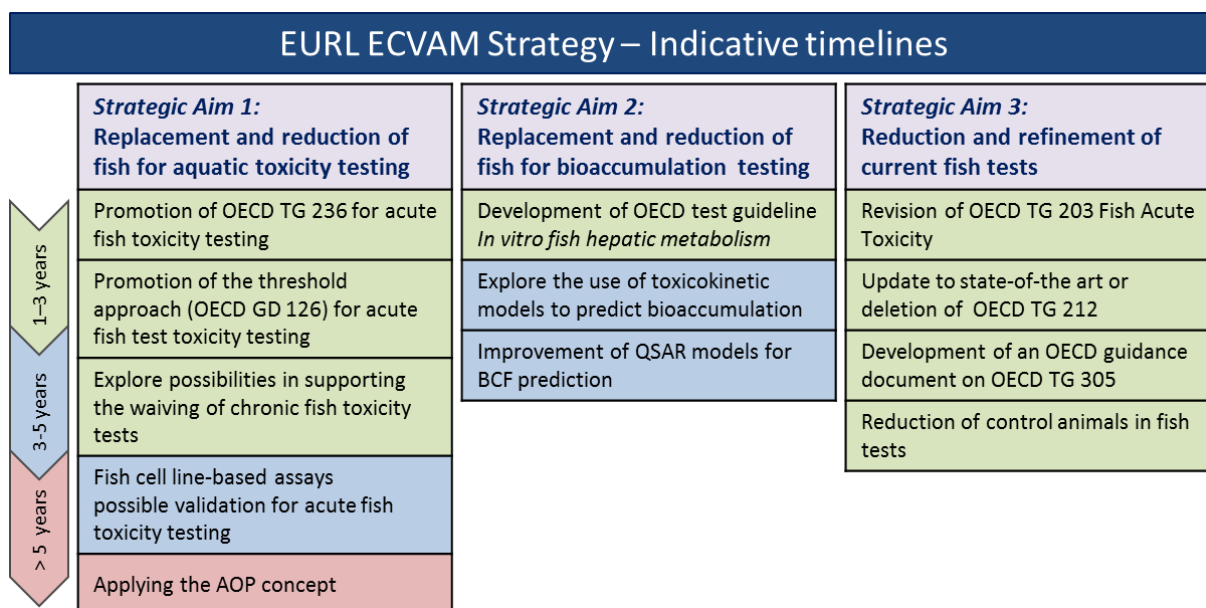 EURL ECVAM Strategy – Indicative timelines
Strategic Aim 1:
Replacement and reduction of
fish for aquatic toxicity testing
Strategic Aim 2:
Replacement and reduction of
fish for bioaccumulation testing
Strategic Aim 3:
Reduction and refinement of
current fish tests
1–3 years
3-5 years
> 5 years
Promotion of OECD TG 236 for acute
fish toxicity testing
Promotion of the threshold
approach (OECD GD 126) for acute
fish test toxicity testing
Explore possibilities in supporting
the waiving of chronic fish toxicity
tests
Fish cell line-based assays
possible validation for acute fish
toxicity testing
Applying the AOP concept
Development of OECD test guideline
In vitro fish hepatic metabolism
Explore the use of toxicokinetic
models to predict bioaccumulation
Improvement of QSAR models for
BCF prediction
Revision of OECD TG 203 Fish Acute
Toxicity
Update to state-of-the art or
deletion of OECD TG 212
Development of an OECD guidance
document on OECD TG 305
Reduction of control animals in fish
tests